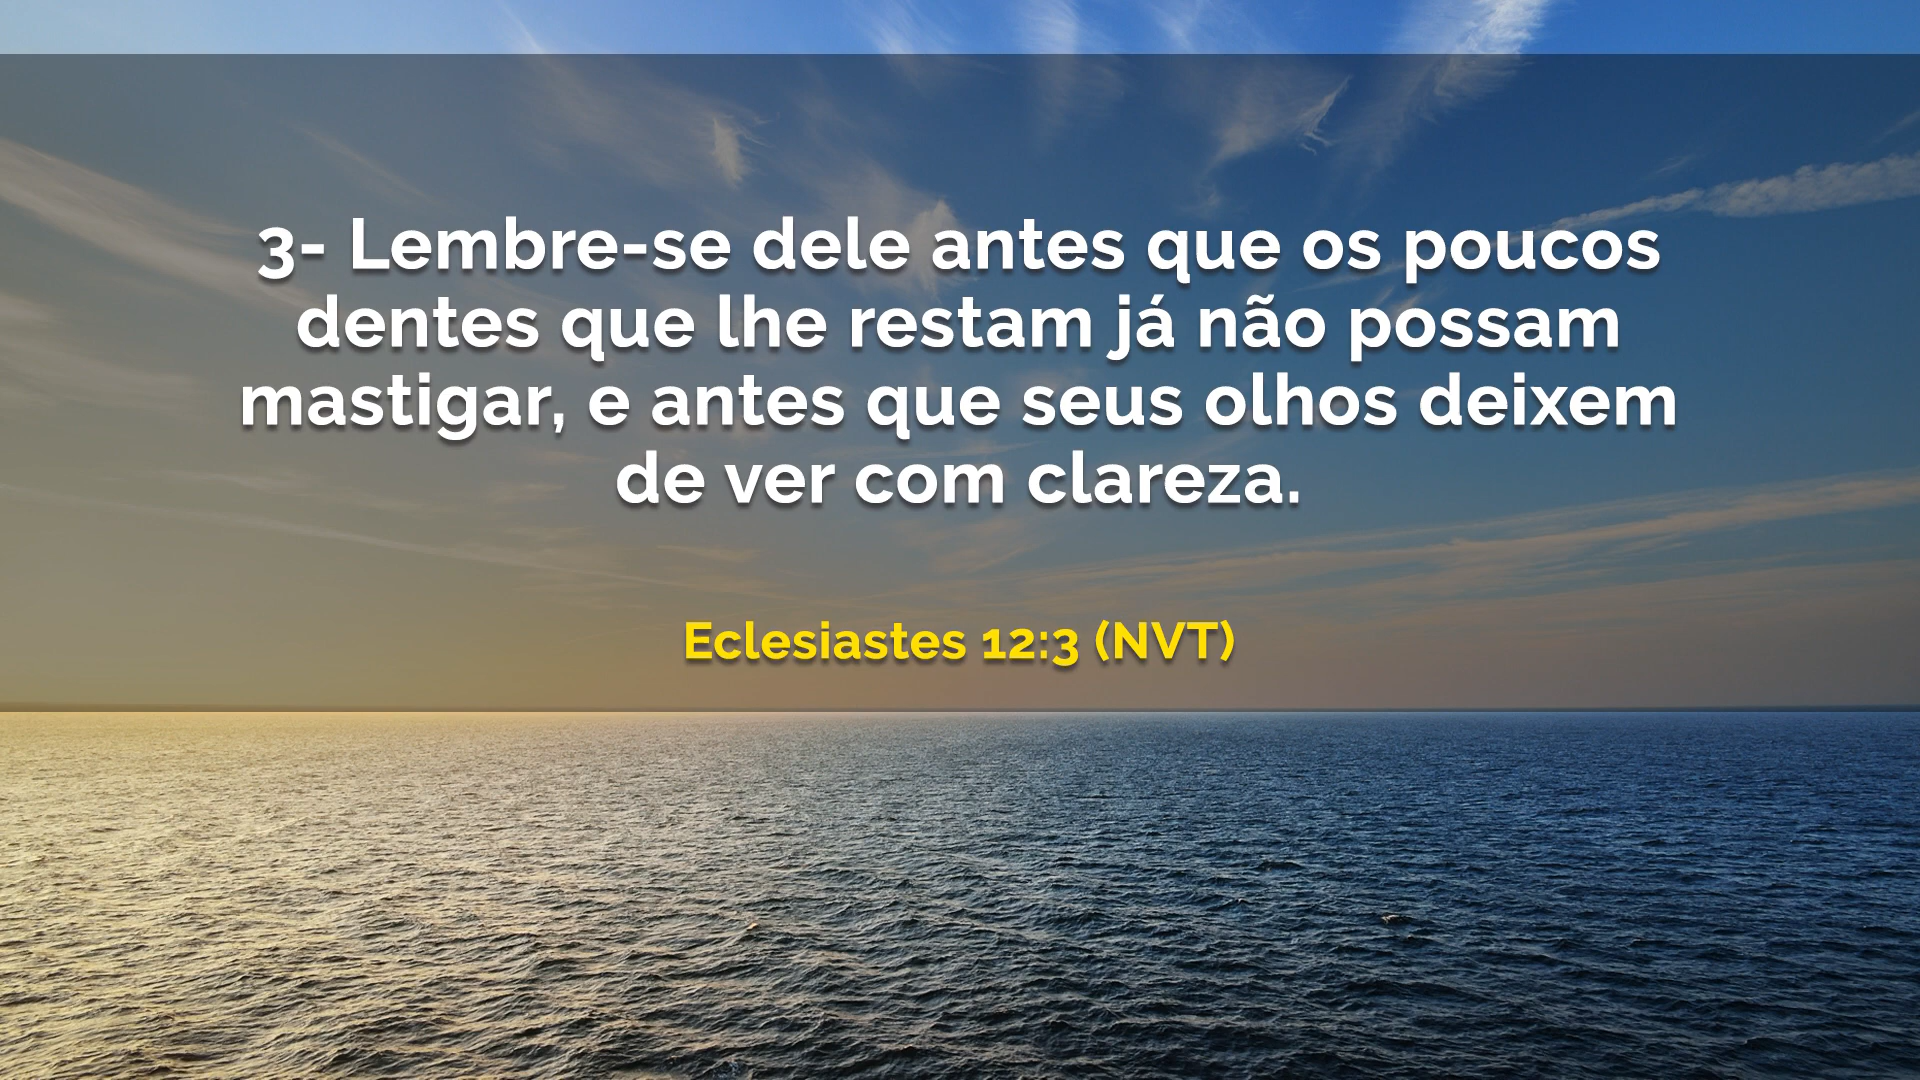 3- Lembre-se dele antes que os poucos
dentes que lhe restam já não possam
mastigar, e antes que seus olhos deixem
de ver com clareza.
Eclesiastes 12:3 (NVT)